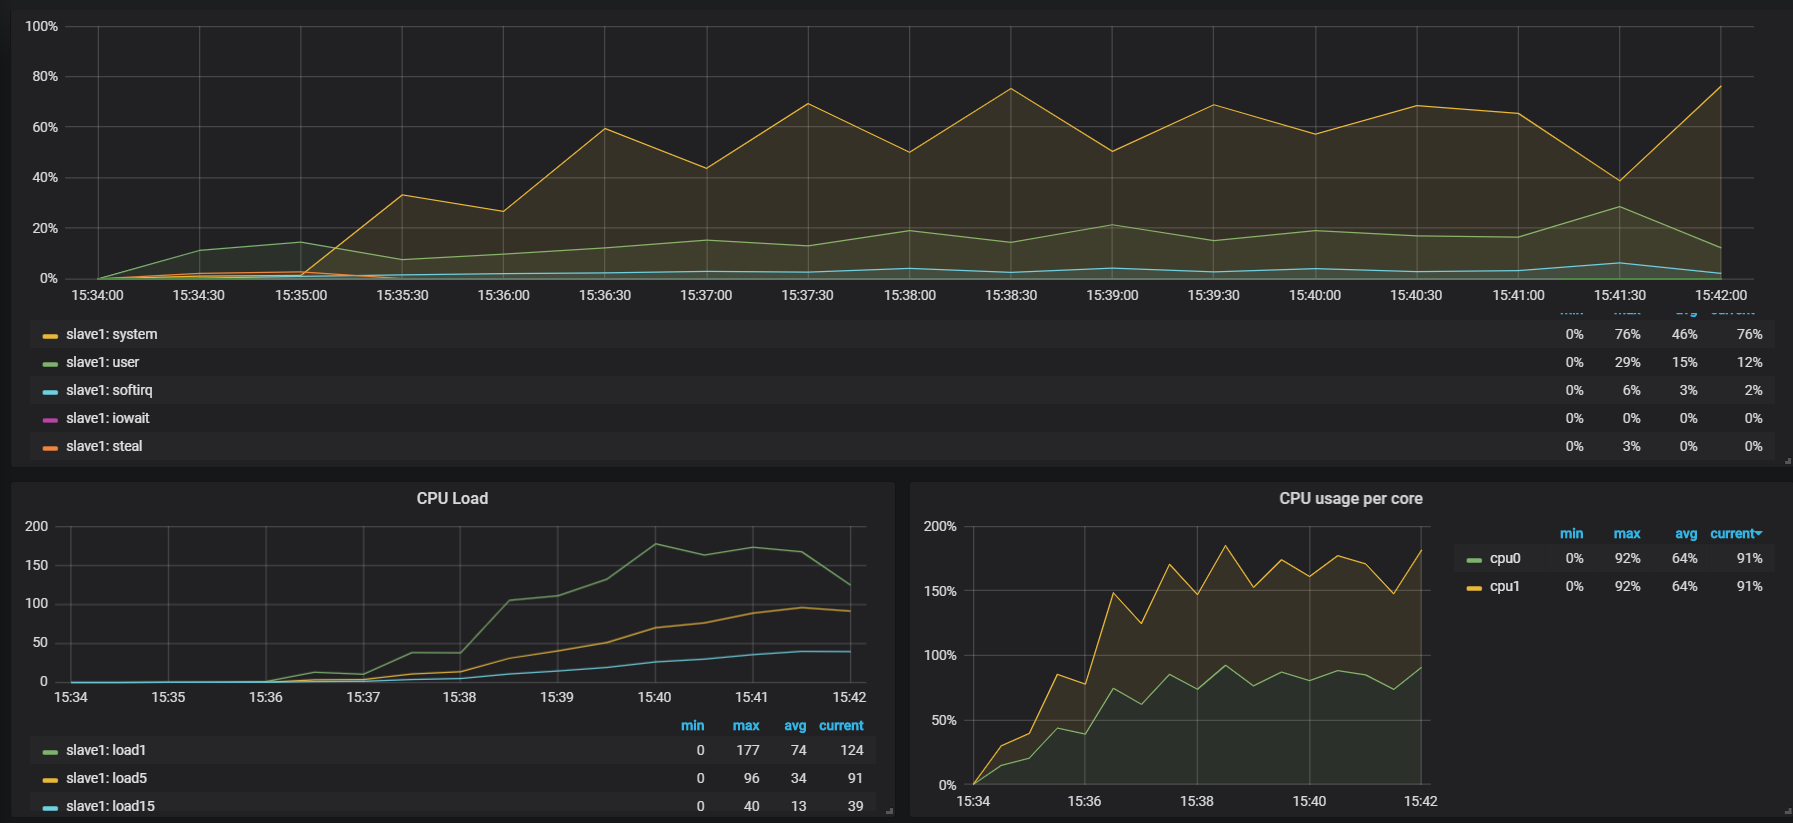 100%
80%
60%
40%
20%
0%
15:34:00 15:34:30 15:35:00 15:35:30 15:36:00 15:36:30 15:37:00 15:37:30 15:38:00 15:38:30 15:39:00 15:39:30 15:40:00 15:40:30 15:41:00 15:41:30 15:42:00
min max avg current
slave1: system 0% 76% 46% 76%
slave1: user 0% 29% 15% 12%
slave1: softirq 0% 6% 3% 2%
slave1: iowait 0% 0% 0% 0%
slave1: steal 0% 3% 0% 0%
CPU Load
200
150
100
50
0
15:34 15:35 15:36 15:37 15:38 15:39 15:40 15:41 15:42
min max avg current
slave1: load1 0 177 74 124
slave1: load5 0 96 34 91
slave1: load15 0 40 13 39
CPU usage per core
200%
150%
100%
50%
0%
15:34 15:36 15:38 15:40 15:42
min max avg current
cpu0 0% 92% 64% 91%
cpu1 0% 92% 64% 91%